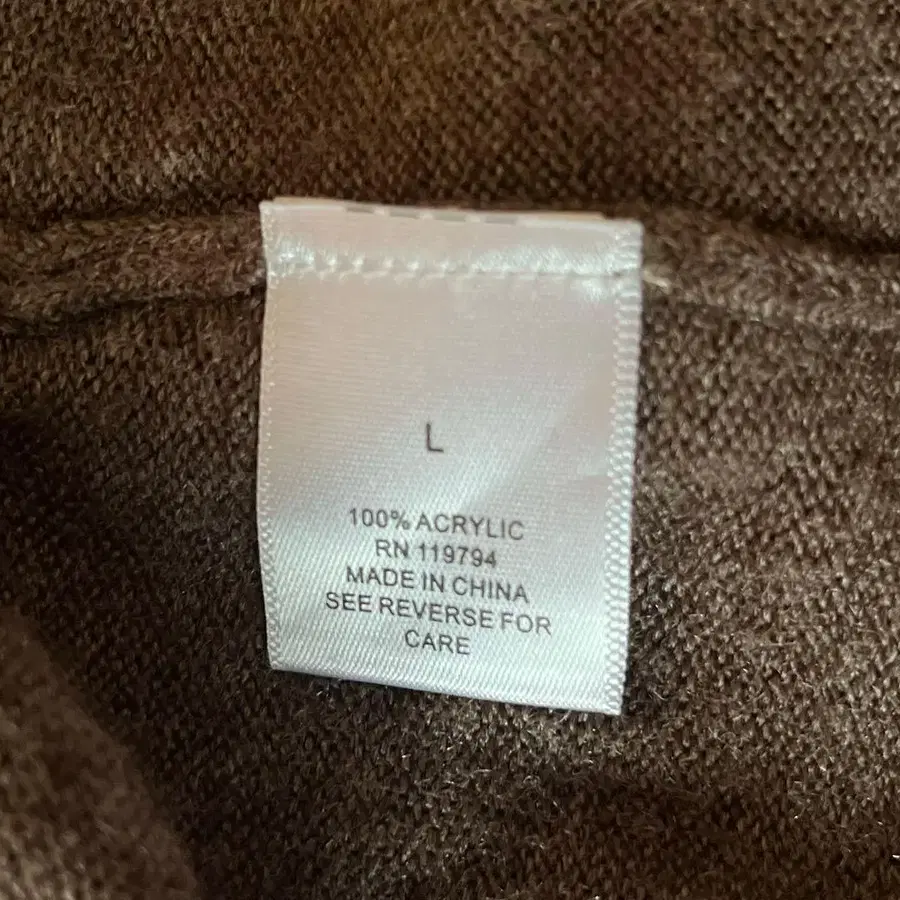 L
100% ACRYLIC
RN 119794
MADE IN CHINA
SEE REVERSE FOR
CARE